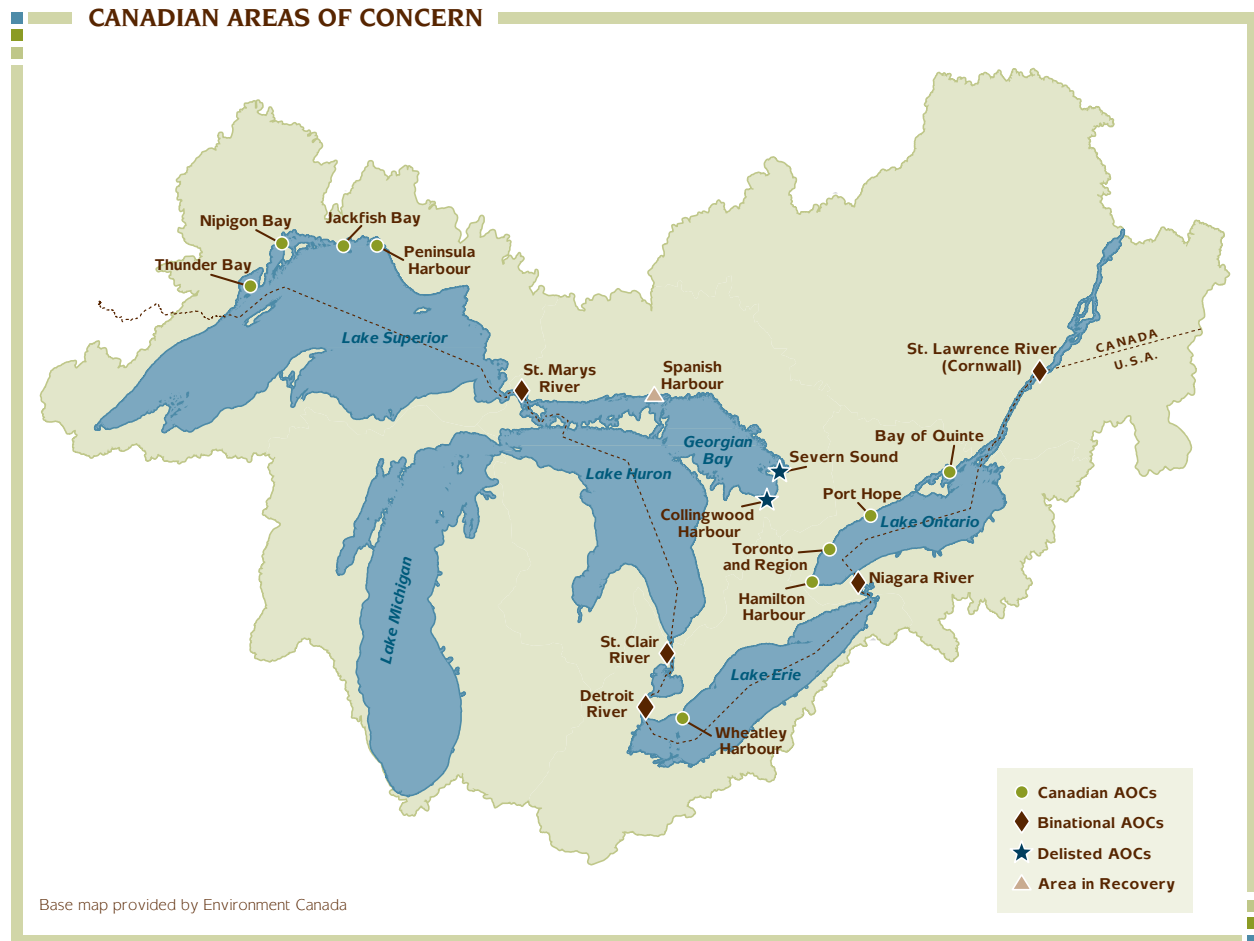 CANADIAN AREAS OF CONCERN
Nipigon Bay
Jackfish Bay
Peninsula
Harbour
Thunder Bay
Lake Superior
St. Marys
River
Spanish
Harbour
CANADA
U.S.A.
St. Lawrence River
(Cornwall)
Georgian
Bay
Lake Huron
Severn Sound
Bay of Quinte
Collingwood
Harbour
Port Hope
Lake Ontario
Toronto
and Region
Niagara River
Hamilton
Harbour
Lake Michigan
St. Clair
River
Lake Erie
Detroit
River
Wheatley
Harbour
Canadian AOCs
Binational AOCs
Delisted AOCs
Area in Recovery
Base map provided by Environment Canada